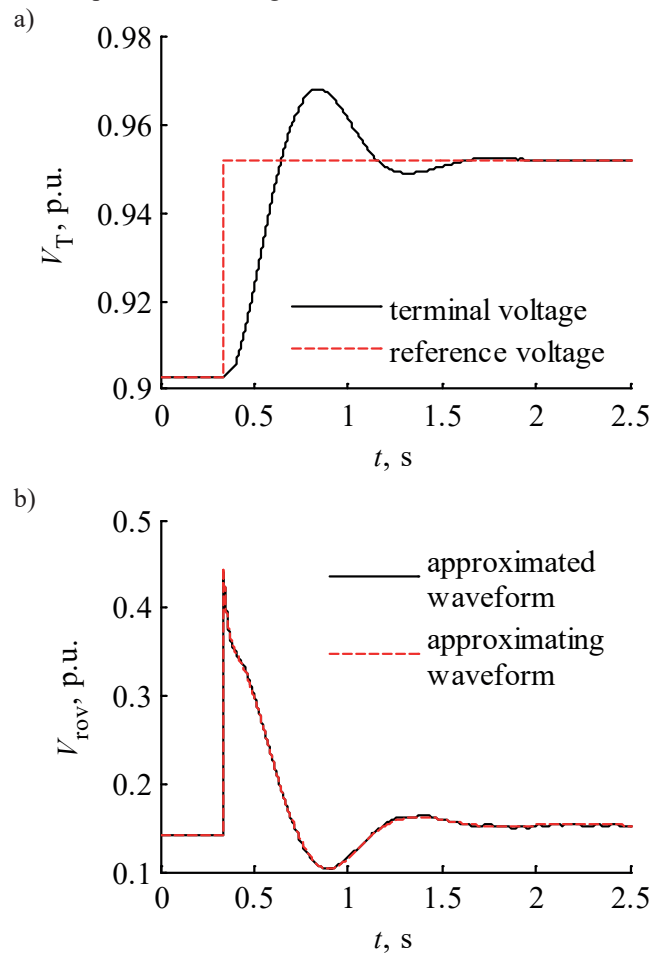 a)
0.98
0.96
0.94
0.92
0.9
V_T, p.u.
terminal voltage
reference voltage
0 0.5 1 1.5 2 2.5
t, s
b)
0.5
0.4
0.3
0.2
0.1
V_rov, p.u.
approximated
waveform
approximating
waveform
0 0.5 1 1.5 2 2.5
t, s